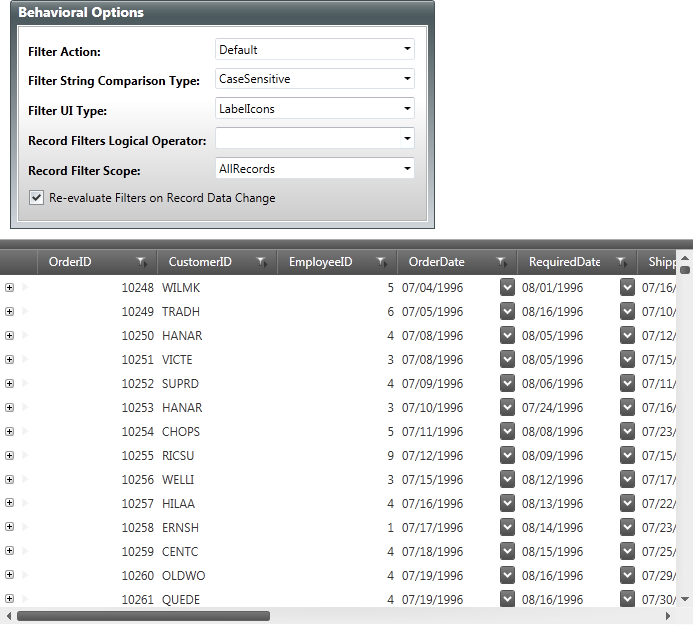 Behavioral Options
Filter Action: Default
Filter String Comparison Type: CaseSensitive
Filter UI Type: LabelIcons
Record Filters Logical Operator:
Record Filter Scope: AllRecords
Re-evaluate Filters on Record Data Change
OrderID CustomerID EmployeeID OrderDate RequiredDate Shipp
10248 WILMK 5 07/04/1996 08/01/1996 07/16/
10249 TRADH 6 07/05/1996 08/16/1996 07/10/
10250 HANAR 4 07/08/1996 08/05/1996 07/12/
10251 VICTE 3 07/08/1996 08/05/1996 07/15/
10252 SUPRD 4 07/09/1996 08/06/1996 07/11/
10253 HANAR 3 07/10/1996 07/24/1996 07/16/
10254 CHOPS 5 07/11/1996 08/08/1996 07/23/
10255 RICSU 9 07/12/1996 08/09/1996 07/15/
10256 WELLI 3 07/15/1996 08/12/1996 07/17/
10257 HILAA 4 07/16/1996 08/13/1996 07/22/
10258 ERNSH 1 07/17/1996 08/14/1996 07/23/
10259 CENTC 4 07/18/1996 08/15/1996 07/25/
10260 OLDWO 4 07/19/1996 08/16/1996 07/29/
10261 QUEDE 4 07/19/1996 08/16/1996 07/30/